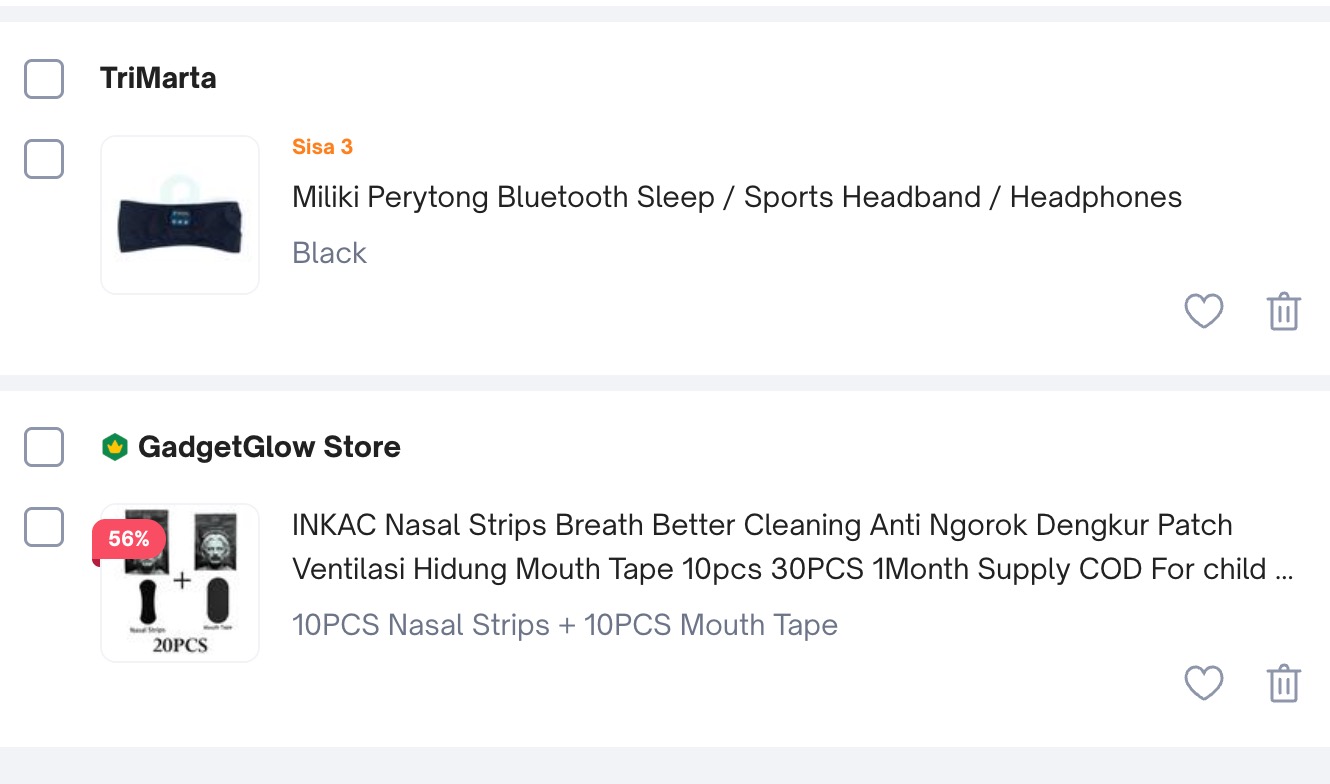 TriMarta
Sisa 3
Miliki Perytong Bluetooth Sleep / Sports Headband / Headphones
Black
GadgetGlow Store
56%
INKAC Nasal Strips Breath Better Cleaning Anti Ngorok Dengkur Patch
Ventilasi Hidung Mouth Tape 10pcs 30PCS 1Month Supply COD For child ...
+
Nasal Strips
Mouth Tape
20PCS
10PCS Nasal Strips + 10PCS Mouth Tape